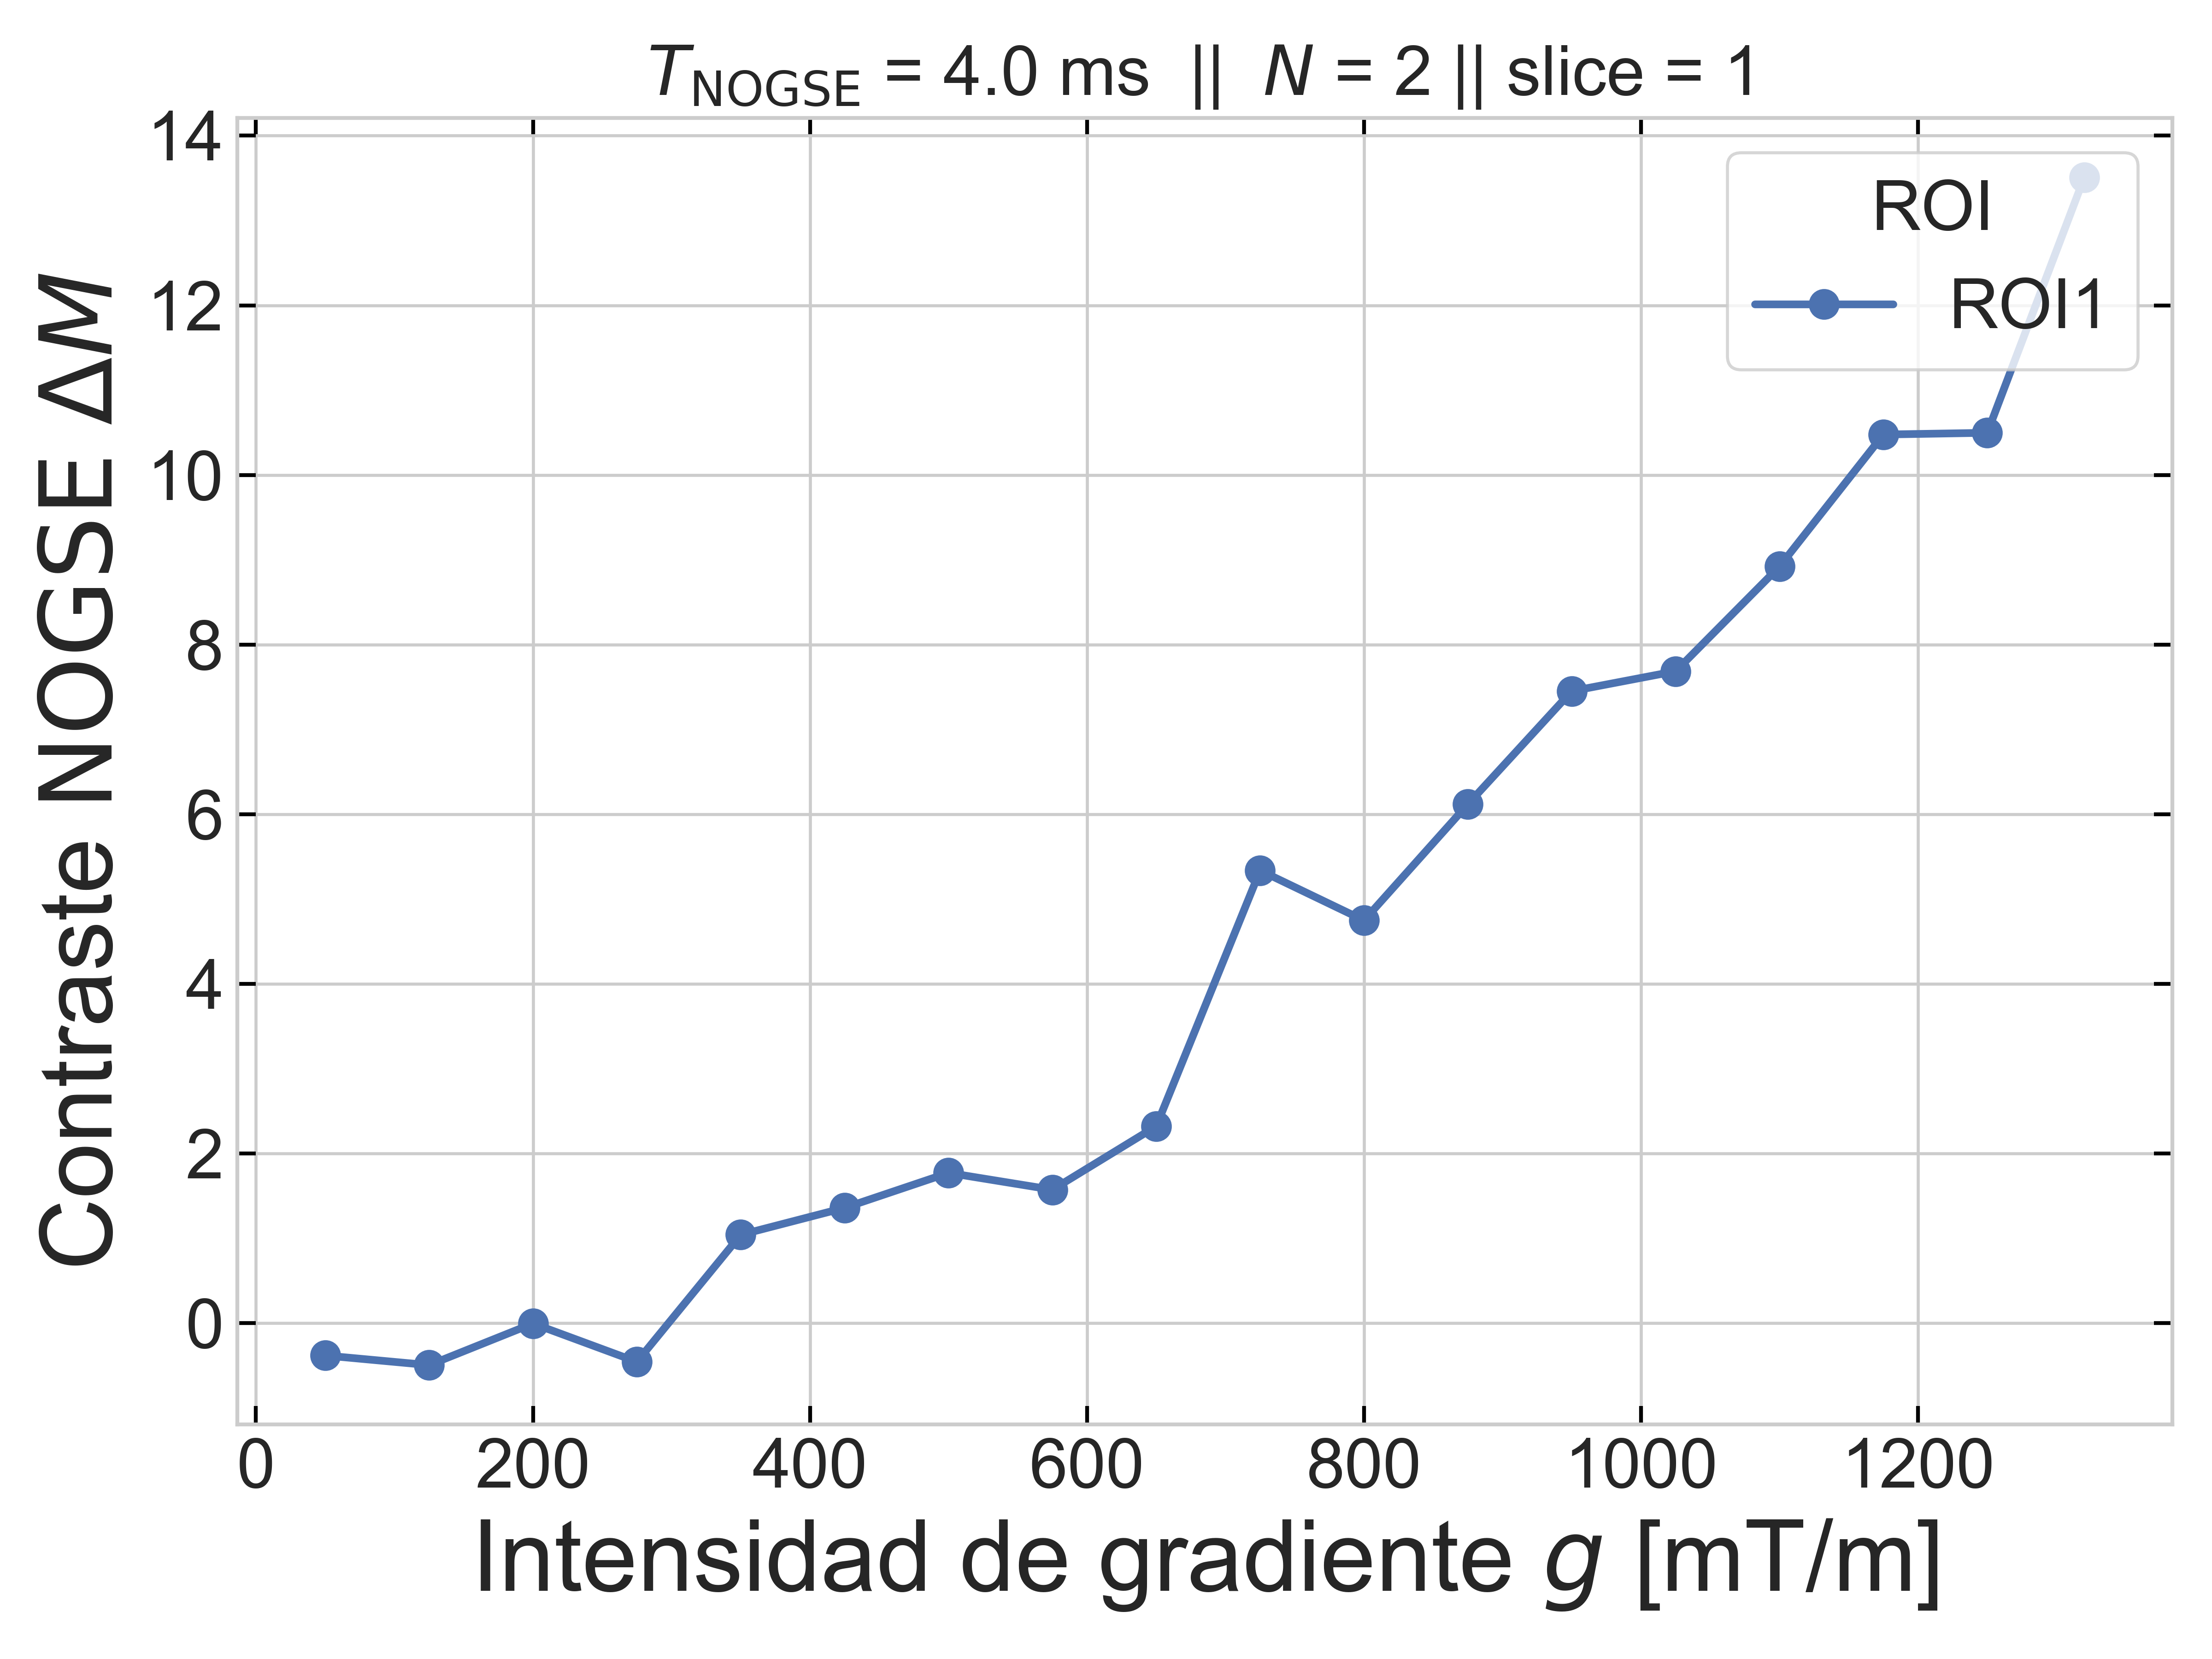 T_NOGSE = 4.0 ms || N = 2 || slice = 1
14
12
10
8
6
4
2
0
Contraste NOGSE ΔM
ROI
ROI1
0 200 400 600 800 1000 1200
Intensidad de gradiente g [mT/m]